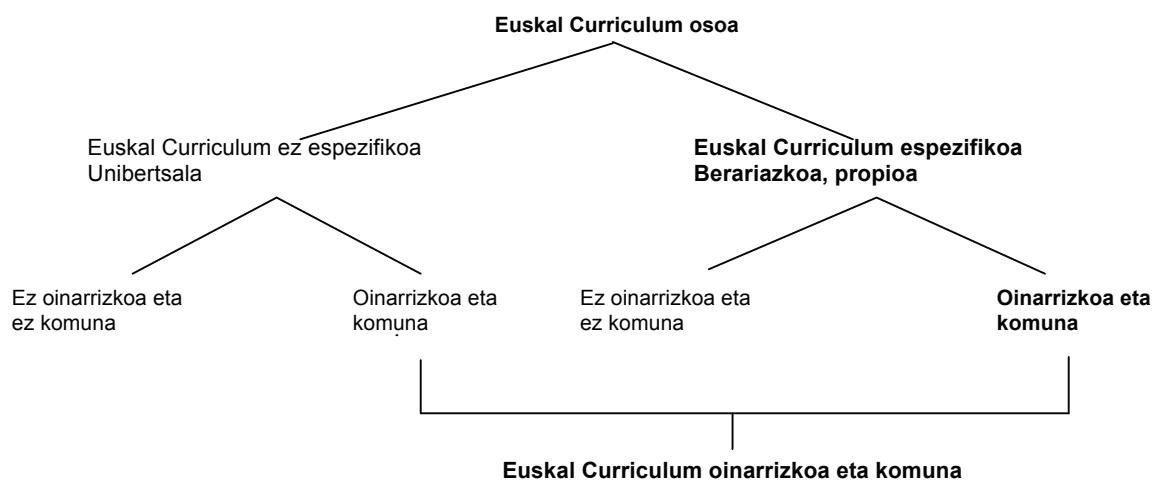 Euskal Curriculum osoa
Euskal Curriculum ez espezifikoa
Unibertsala
Euskal Curriculum espezifikoa
Berariazkoa, propioa
Ez oinarrizkoa eta
ez komuna
Oinarrizkoa eta
komuna
Ez oinarrizkoa eta
ez komuna
Oinarrizkoa eta
komuna
Euskal Curriculum oinarrizkoa eta komuna